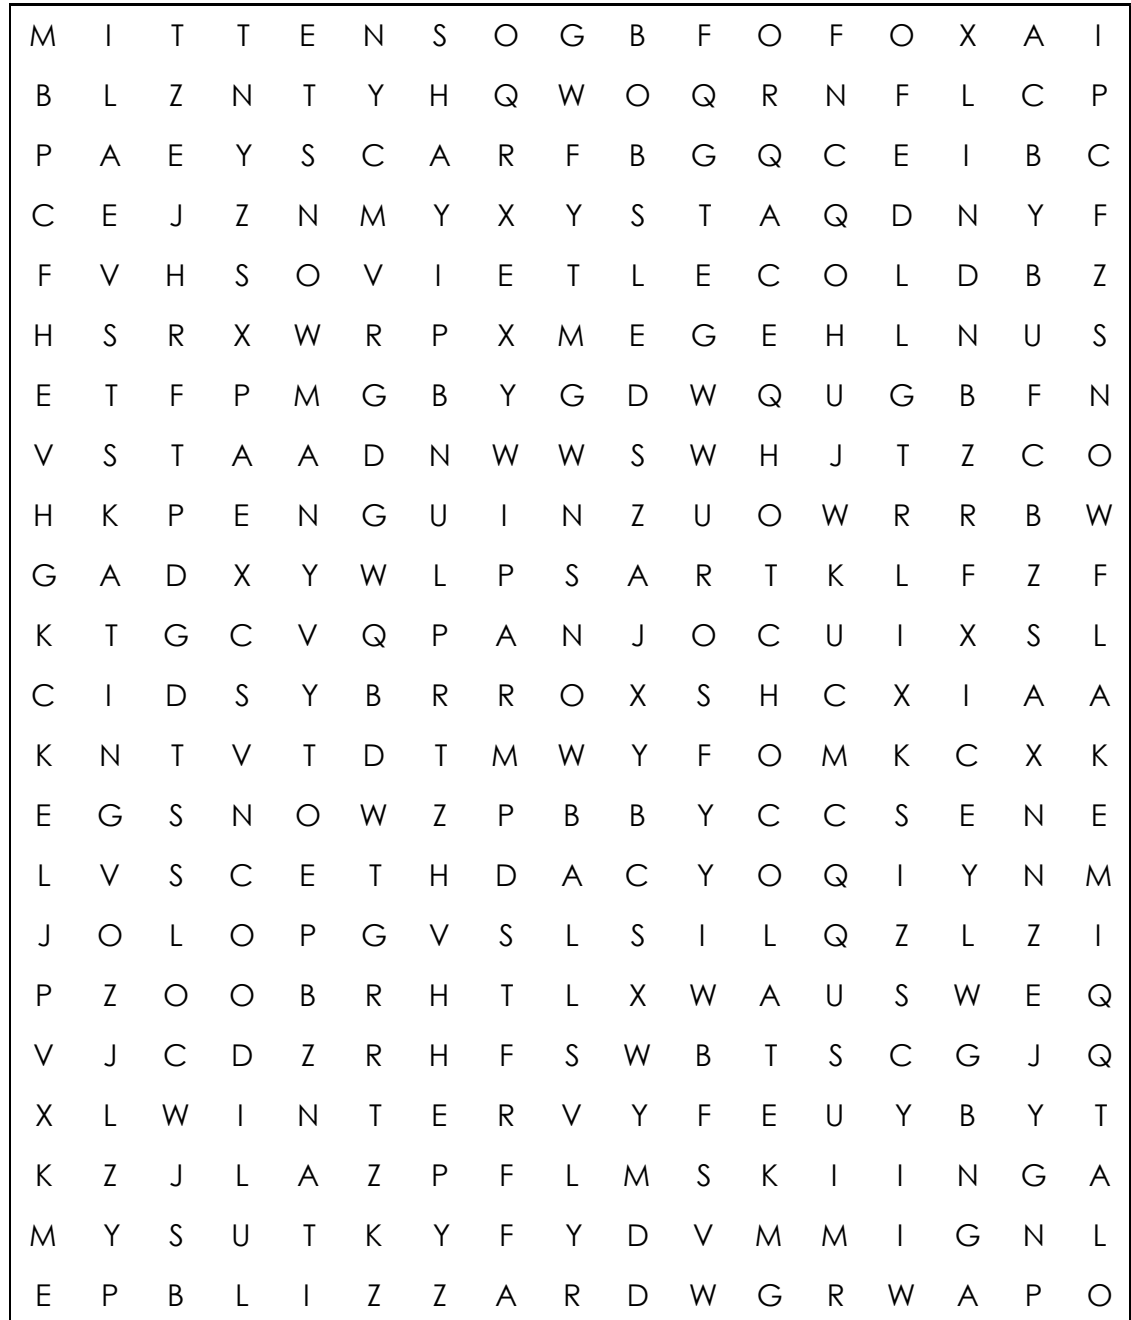 M I T T E N S O G B F O F O X A I
B L Z N T Y H Q W O Q R N F L C P
P A E Y S C A R F B G Q C E I B C
C E J Z N M Y X Y S T A Q D N Y F
F V H S O V I E T L E C O L D B Z
H S R X W R P X M E G E H L N U S
E T F P M G B Y G D W Q U G B F N
V S T A A D N W W S W H J T Z C O
H K P E N G U I N Z U O W R R B W
G A D X Y W L P S A R T K L F Z F
K T G C V Q P A N J O C U I X S L
C I D S Y B R R O X S H C X I A A
K N T V T D T M W Y F O M K C X K
E G S N O W Z P B B Y C C S E N E
L V S C E T H D A C Y O Q I Y N M
J O L O P G V S L S I L Q Z L Z I
P Z O O B R H T L X W A U S W E Q
V J C D Z R H F S W B T S C G J Q
X L W I N T E R V Y F E U Y B Y T
K Z J L A Z P F L M S K I I N G A
M Y S U T K Y F Y D V M M I G N L
E P B L I Z Z A R D W G R W A P O